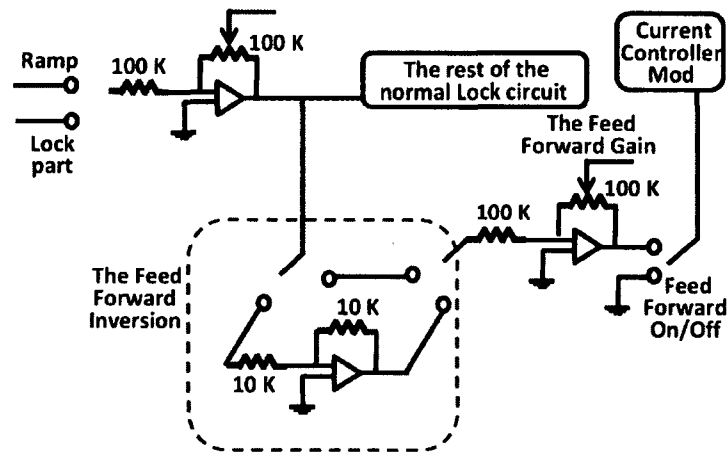 Ramp
100 K
100 K
Lock
part
The rest of the
normal Lock circuit
Current
Controller
Mod
The Feed
Forward Gain
100 K
100 K
The Feed
Forward
Inversion
10 K
10 K
Feed
Forward
On/Off